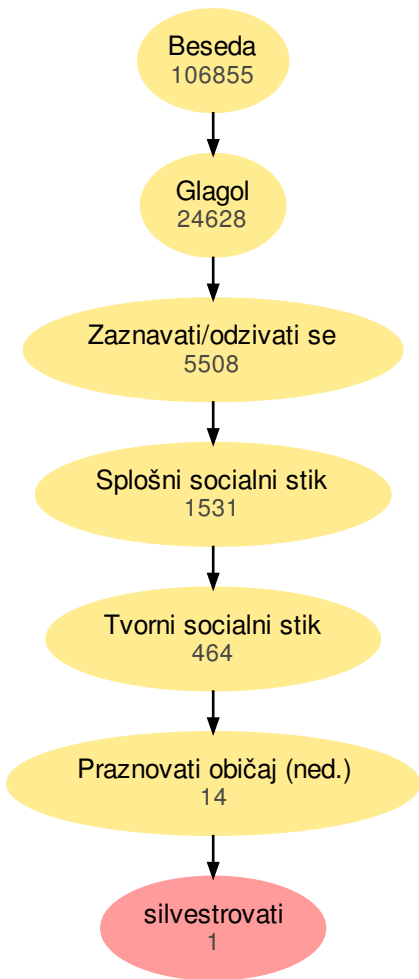 Beseda
106855
Glagol
24628
Zaznavati/odzivati se
5508
Splošni socialni stik
1531
Tvorni socialni stik
464
Praznovati običaj (ned.)
14
silvestrovati
1